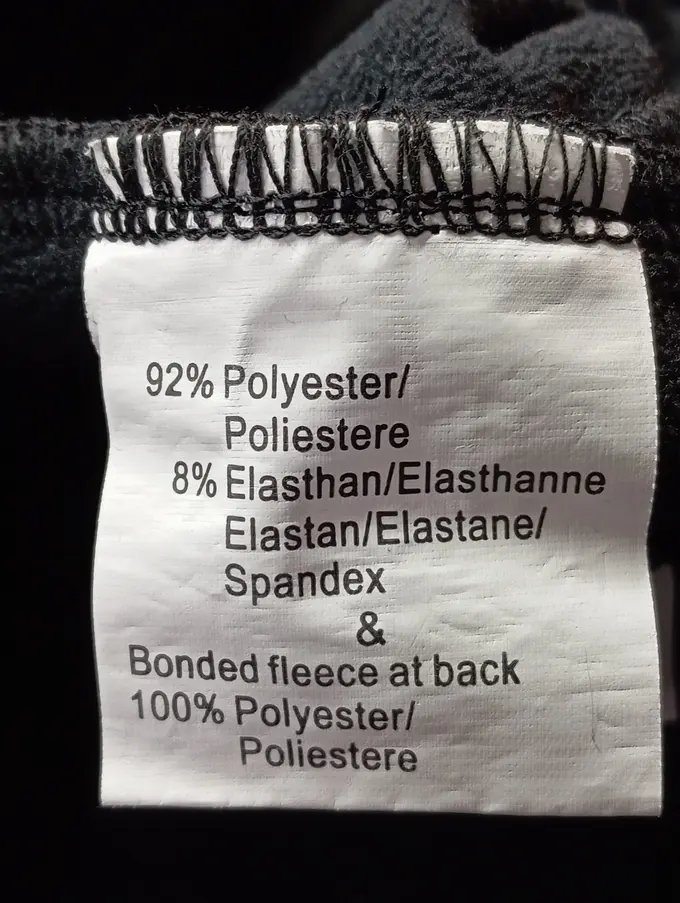 92% Polyester/
Poliestere
8% Elasthan/Elasthanne
Elastan/Elastane/
Spandex
&
Bonded fleece at back
100% Polyester/
Poliestere